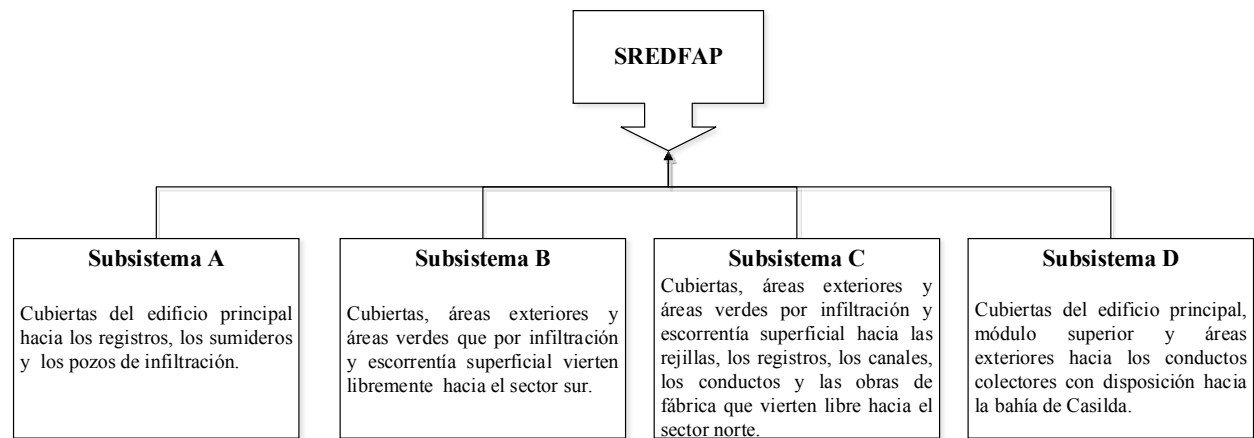 SREDFAP
Subsistema A
Cubiertas del edificio principal
hacia los registros, los sumideros
y los pozos de infiltración.
Subsistema B
Cubiertas, áreas exteriores y
áreas verdes que por infiltración
y escorrentía superficial vierten
libremente hacia el sector sur.
Subsistema C
Cubiertas, áreas exteriores y
áreas verdes por infiltración y
escorrentía superficial hacia las
rejillas, los registros, los canales,
los conductos y las obras de
fábrica que vierten libre hacia el
sector norte.
Subsistema D
Cubiertas del edificio principal,
módulo superior y áreas
exteriores hacia los conductos
colectores con disposición hacia
la bahía de Casilda.